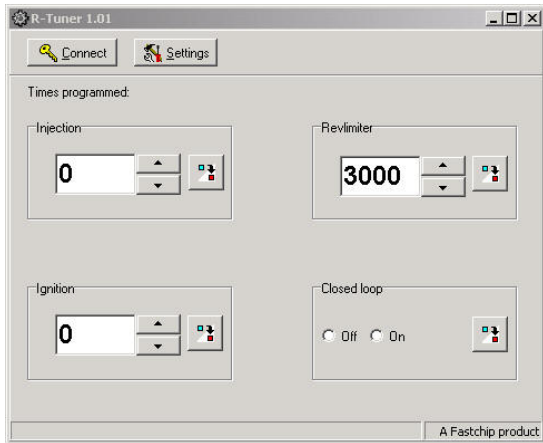 R-Tuner 1.01
Connect
Settings
Times programmed:
Injection
0
Revlimiter
3000
Ignition
0
Closed loop
Off
On
A Fastchip product